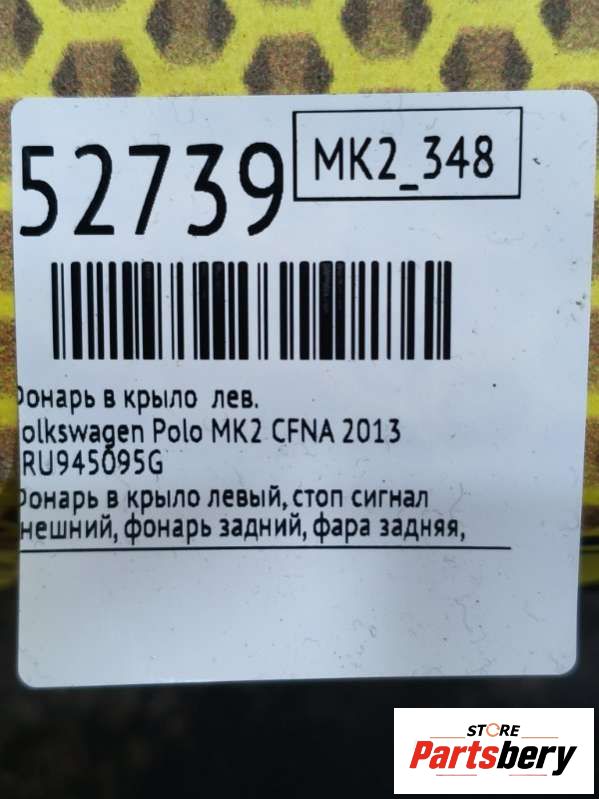 52739
MK2_348
Фонарь в крыло лев.
olkswagen Polo MK2 CFNA 2013
RU945095G
Фонарь в крыло левый, стоп сигнал
нешний, фонарь задний, фара задняя,
STORE
Partsbery